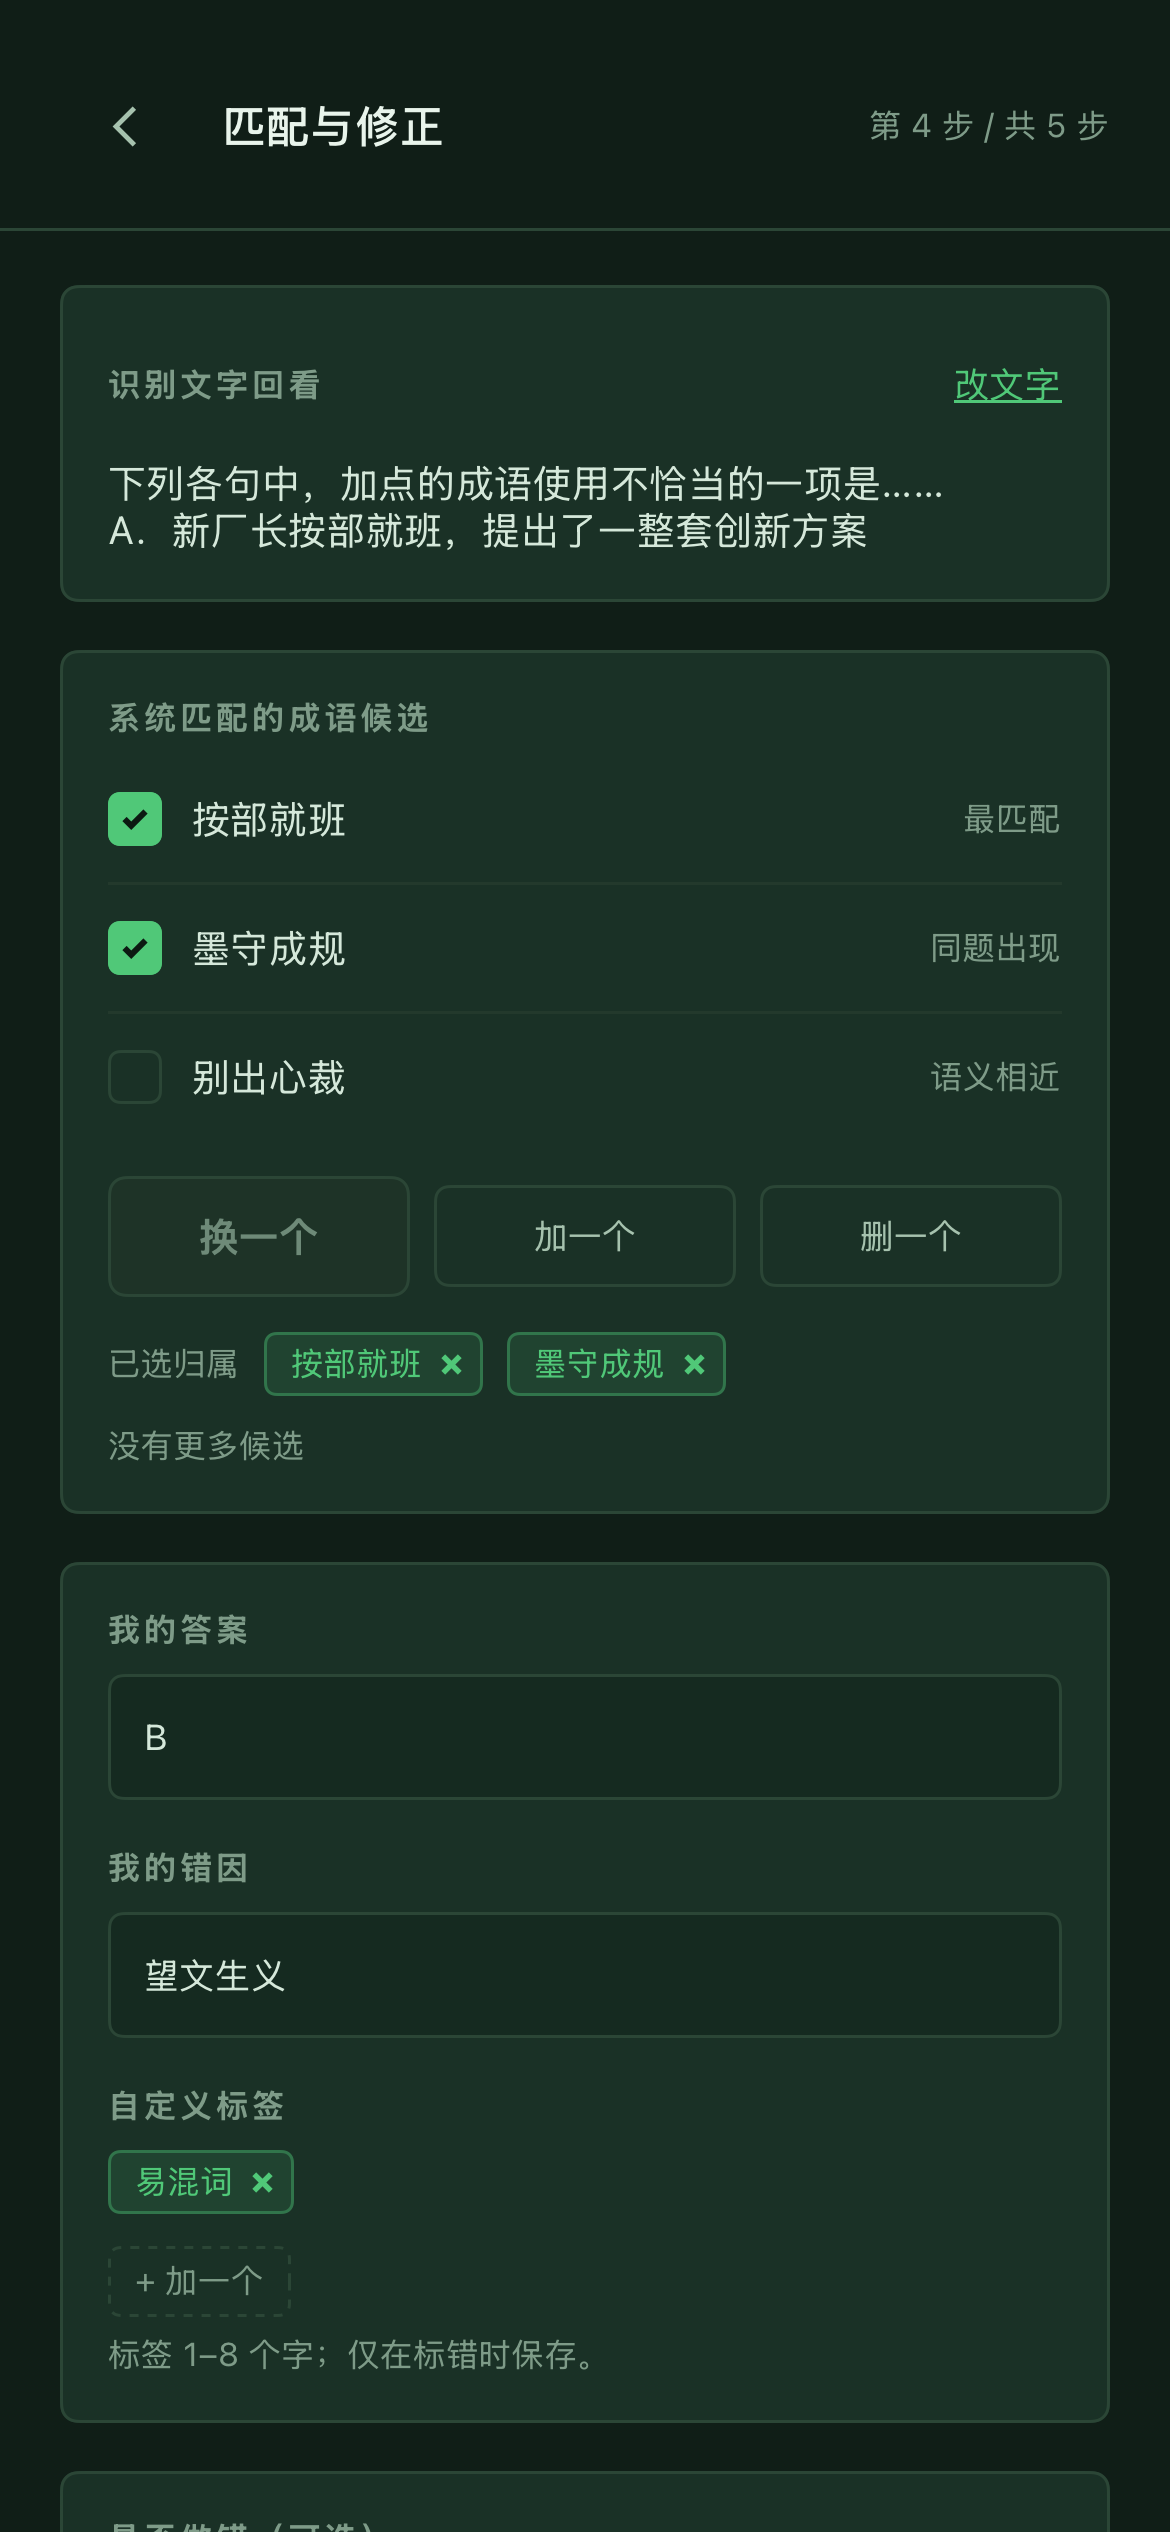 匹配与修正
第 4 步 / 共 5 步
识别文字回看
改文字
下列各句中，加点的成语使用不恰当的一项是……
A．新厂长按部就班，提出了一整套创新方案
系统匹配的成语候选
按部就班
最匹配
墨守成规
同题出现
别出心裁
语义相近
换一个
加一个
删一个
已选归属
按部就班 ×
墨守成规 ×
没有更多候选
我的答案
B
我的错因
望文生义
自定义标签
易混词 ×
+ 加一个
标签 1–8 个字；仅在标错时保存。
是否做错（可选）